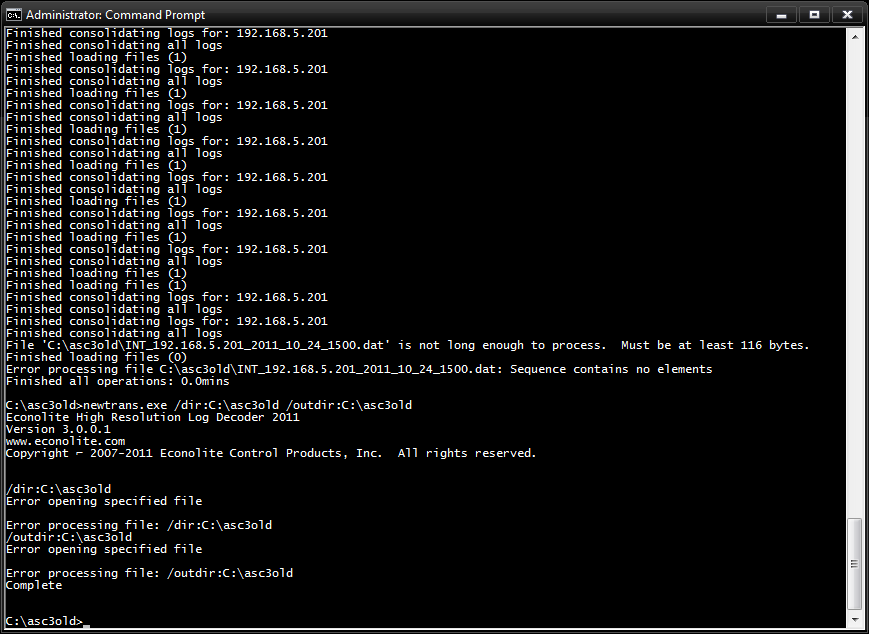 Administrator: Command Prompt
Finished consolidating logs for: 192.168.5.201
Finished consolidating all logs
Finished loading files (1)
Finished consolidating logs for: 192.168.5.201
Finished consolidating all logs
Finished loading files (1)
Finished consolidating logs for: 192.168.5.201
Finished consolidating all logs
Finished loading files (1)
Finished consolidating logs for: 192.168.5.201
Finished consolidating all logs
Finished loading files (1)
Finished consolidating logs for: 192.168.5.201
Finished consolidating all logs
Finished loading files (1)
Finished consolidating logs for: 192.168.5.201
Finished consolidating all logs
Finished loading files (1)
Finished consolidating logs for: 192.168.5.201
Finished consolidating all logs
Finished loading files (1)
Finished loading files (1)
Finished consolidating logs for: 192.168.5.201
Finished consolidating all logs
Finished consolidating logs for: 192.168.5.201
Finished consolidating all logs
File 'C:\asc3old\INT_192.168.5.201_2011_10_24_1500.dat' is not long enough to process.  Must be at least 116 bytes.
Finished loading files (0)
Error processing file C:\asc3old\INT_192.168.5.201_2011_10_24_1500.dat: Sequence contains no elements
Finished all operations: 0.0mins
C:\asc3old>newtrans.exe /dir:C:\asc3old /outdir:C:\asc3old
Econolite High Resolution Log Decoder 2011
Version 3.0.0.1
www.econolite.com
Copyright ⌐ 2007-2011 Econolite Control Products, Inc.  All rights reserved.
/dir:C:\asc3old
Error opening specified file
Error processing file: /dir:C:\asc3old
/outdir:C:\asc3old
Error opening specified file
Error processing file: /outdir:C:\asc3old
Complete
C:\asc3old>_